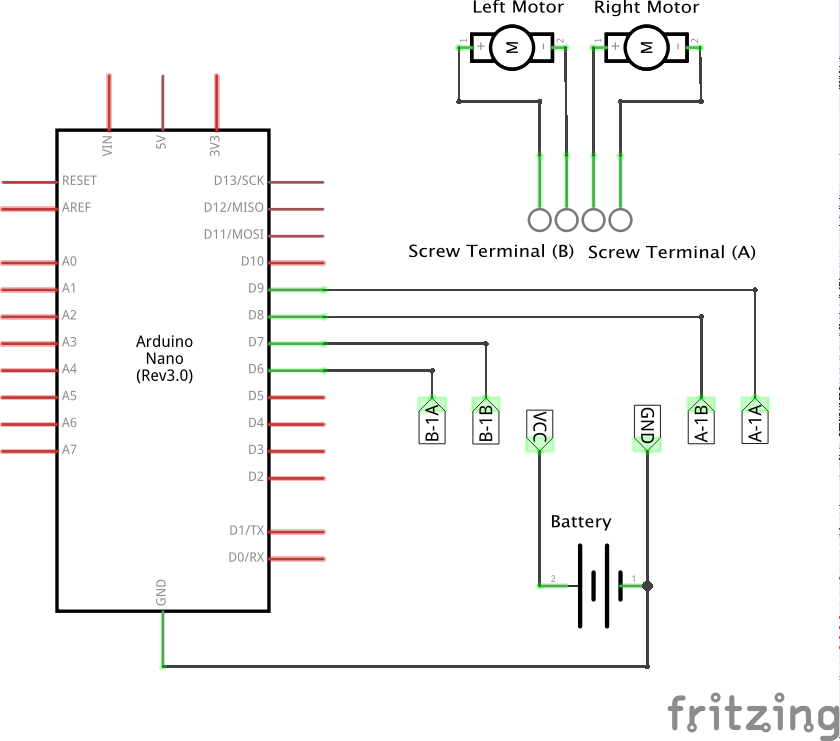 Left Motor
Right Motor
1
+
M
-
2
1
+
M
-
2
VIN
5V
3V3
RESET
D13/SCK
AREF
D12/MISO
D11/MOSI
Screw Terminal (B)
Screw Terminal (A)
A0
D10
A1
D9
A2
D8
A3
D7
A4
D6
A5
D5
A6
D4
A7
D3
D2
Arduino
Nano
(Rev3.0)
B-1A
B-1B
VCC
GND
A-1B
A-1A
Battery
D1/TX
D0/RX
2
1
GND
fritzing